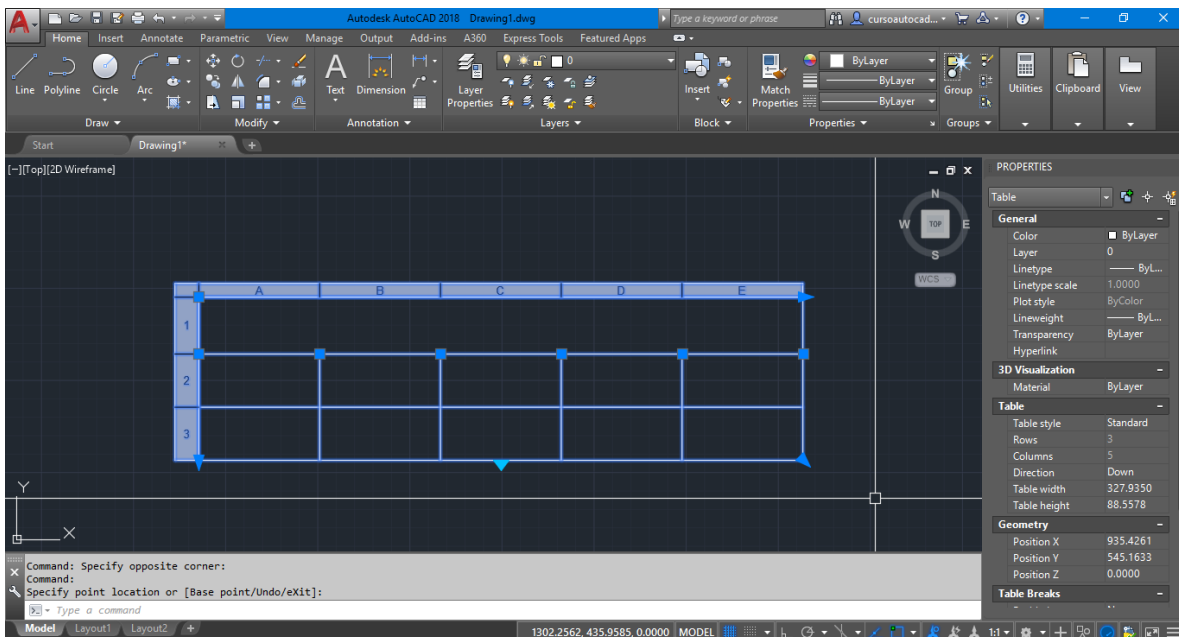 Autodesk AutoCAD 2018 Drawing1.dwg
Type a keyword or phrase
cursoautocad...
Home Insert Annotate Parametric View Manage Output Add-ins A360 Express Tools Featured Apps
Line Polyline Circle Arc
Text Dimension
Layer Properties
0
Insert
Match Properties
ByLayer
ByLayer
ByLayer
Group
Utilities Clipboard View
Draw Modify Annotation Layers Block Properties Groups
Start Drawing1* +
[−][Top][2D Wireframe]
N
W TOP E
S
WCS
A B C D E
1
2
3
Y
X
PROPERTIES
Table
General
Color ByLayer
Layer 0
Linetype ByL...
Linetype scale 1.0000
Plot style ByColor
Lineweight ByL...
Transparency ByLayer
Hyperlink
3D Visualization
Material ByLayer
Table
Table style Standard
Rows 3
Columns 5
Direction Down
Table width 327.9350
Table height 88.5578
Geometry
Position X 935.4261
Position Y 545.1633
Position Z 0.0000
Table Breaks
Command: Specify opposite corner:
Command:
Specify point location or [Base point/Undo/eXit]:
Type a command
Model Layout1 Layout2 +
1302.2562, 435.9585, 0.0000 MODEL 1:1